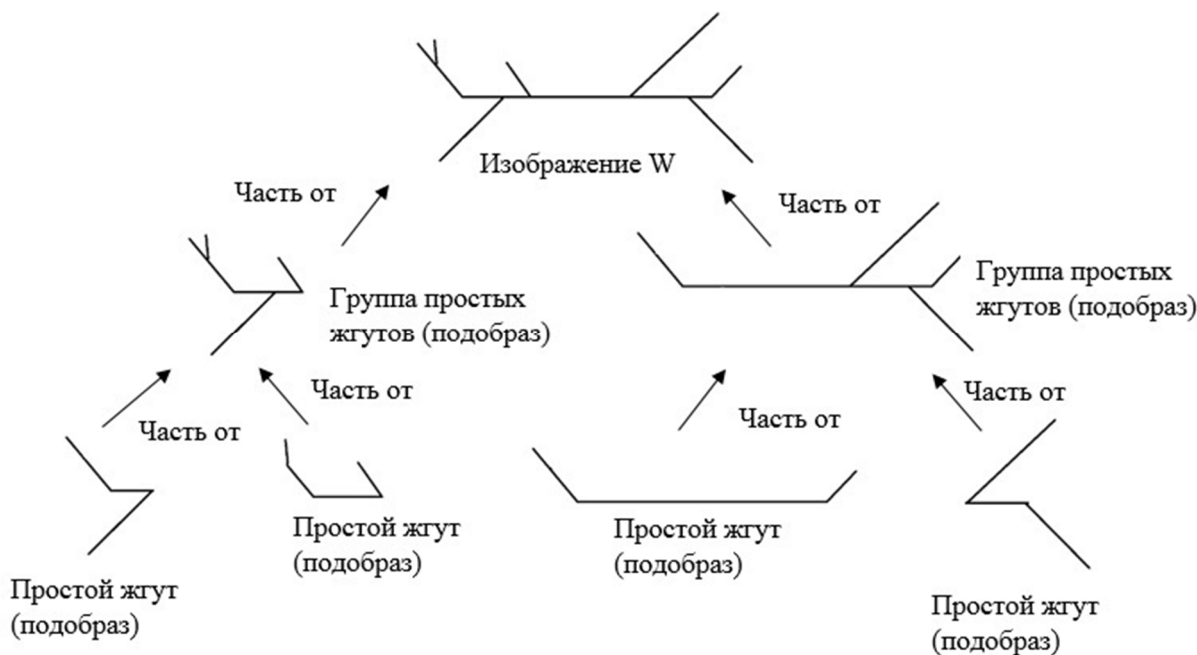 Изображение W
Часть от
Часть от
Группа простых
жгутов (подобраз)
Группа простых
жгутов (подобраз)
Часть от
Часть от
Часть от
Часть от
Простой жгут
(подобраз)
Простой жгут
(подобраз)
Простой жгут
(подобраз)
Простой жгут
(подобраз)